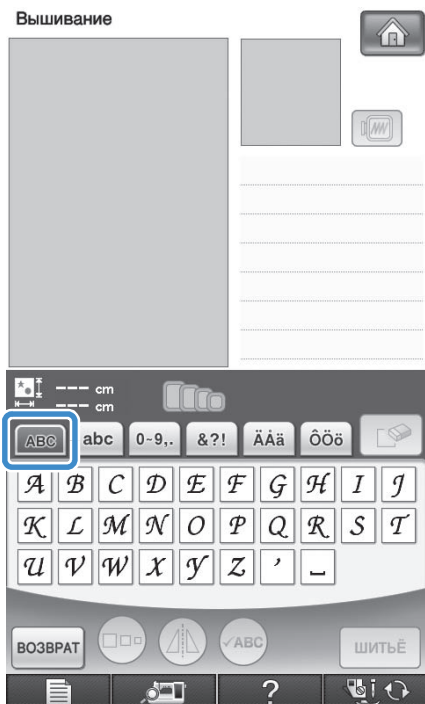 Вышивание
--- cm
--- cm
ABC abc 0~9,. &?! ÄÅä ÔÖö
A B C D E F G H I J
K L M N O P Q R S T
U V W X Y Z ’ ⎵
ВОЗВРАТ ✓ABC ШИТЬЁ
? i